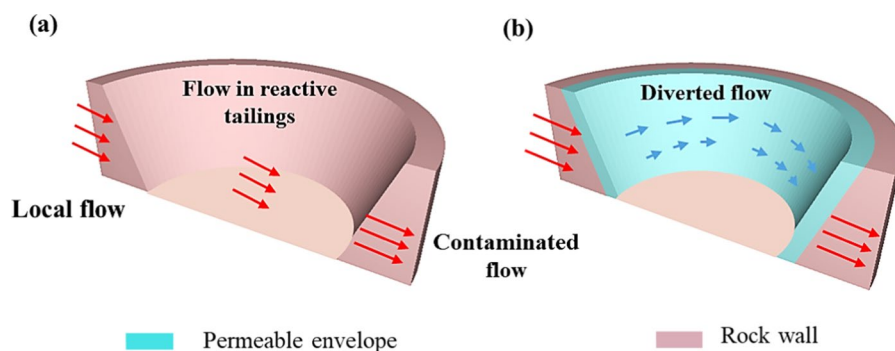 (a)
(b)
Flow in reactive
tailings
Diverted flow
Local flow
Contaminated
flow
Permeable envelope
Rock wall